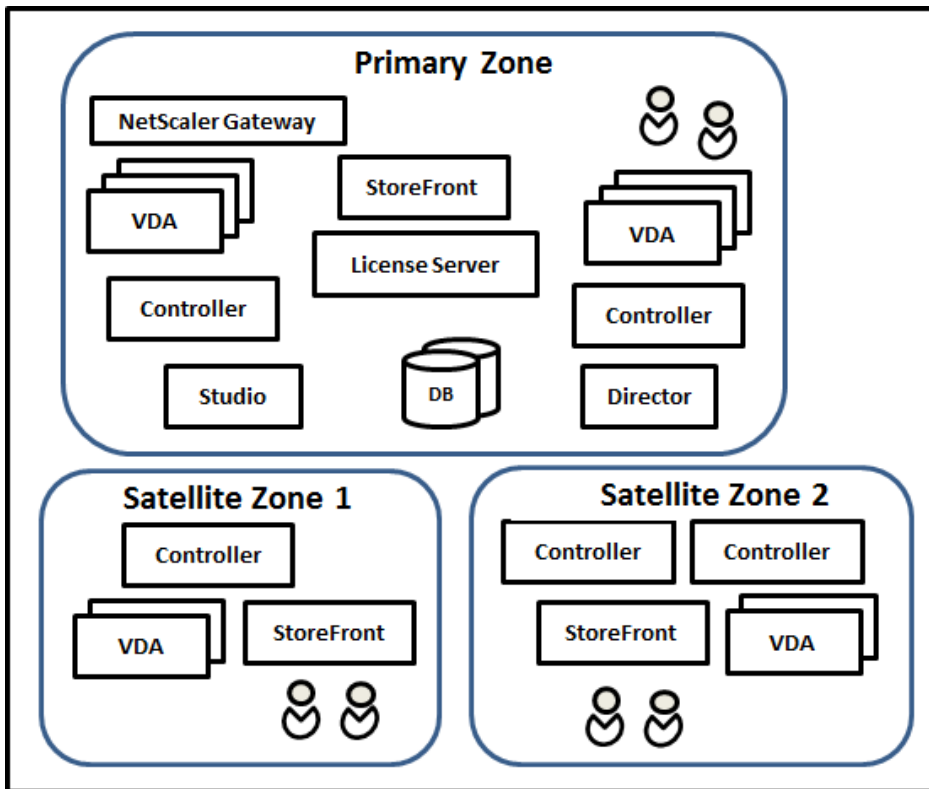 Primary Zone
NetScaler Gateway
StoreFront
VDA
VDA
License Server
Controller
Controller
Studio
DB
Director
Satellite Zone 1
Controller
VDA
StoreFront
Satellite Zone 2
Controller
Controller
StoreFront
VDA